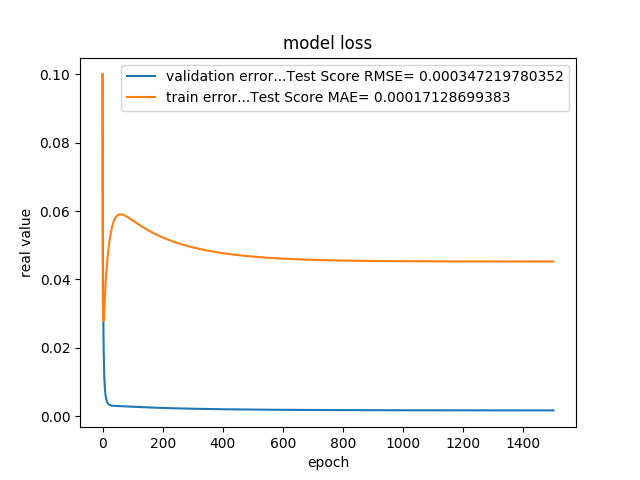 model loss
validation error...Test Score RMSE= 0.000347219780352
train error...Test Score MAE= 0.00017128699383
0.10
0.08
0.06
0.04
0.02
0.00
real value
0 200 400 600 800 1000 1200 1400
epoch